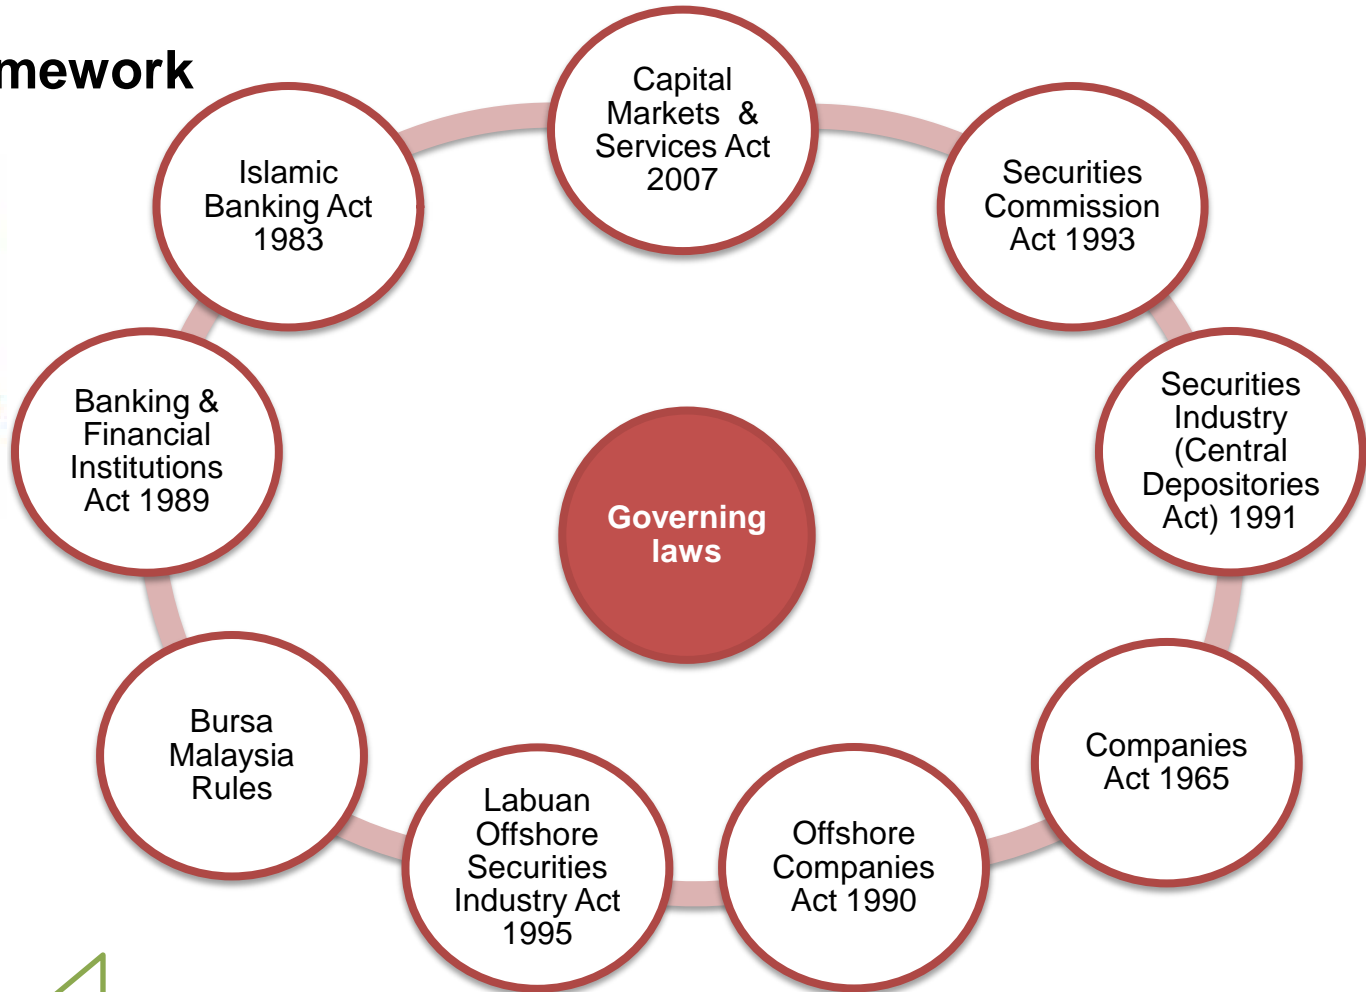 mework
Capital
Markets &
Services Act
2007
Securities
Commission
Act 1993
Securities
Industry
(Central
Depositories
Act) 1991
Companies
Act 1965
Offshore
Companies
Act 1990
Labuan
Offshore
Securities
Industry Act
1995
Bursa
Malaysia
Rules
Banking &
Financial
Institutions
Act 1989
Islamic
Banking Act
1983
Governing
laws